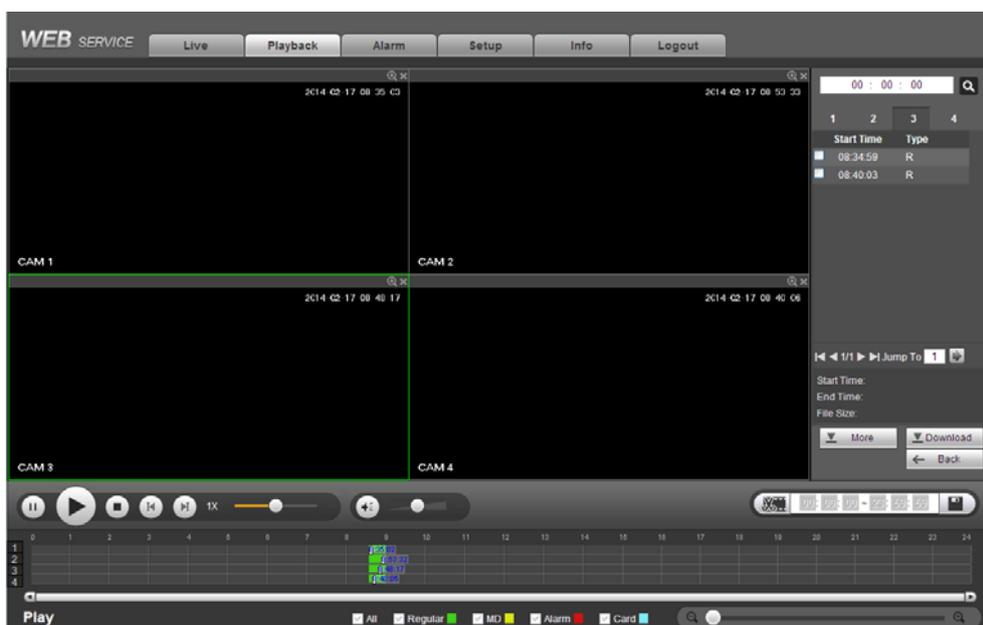 WEB SERVICE
Live
Playback
Alarm
Setup
Info
Logout
2014-02-17 08:35:03
2014-02-17 08:53:33
CAM 1
CAM 2
2014-02-17 08:48:17
2014-02-17 08:40:06
CAM 3
CAM 4
00 : 00 : 00
1 2 3 4
Start Time Type
08:34:59 R
08:40:03 R
1/1 Jump To 1
Start Time:
End Time:
File Size:
More
Download
Back
1X
0 1 2 3 4 5 6 7 8 9 10 11 12 13 14 15 16 17 18 19 20 21 22 23 24
1
2
3
4
Play
All
Regular
MD
Alarm
Card